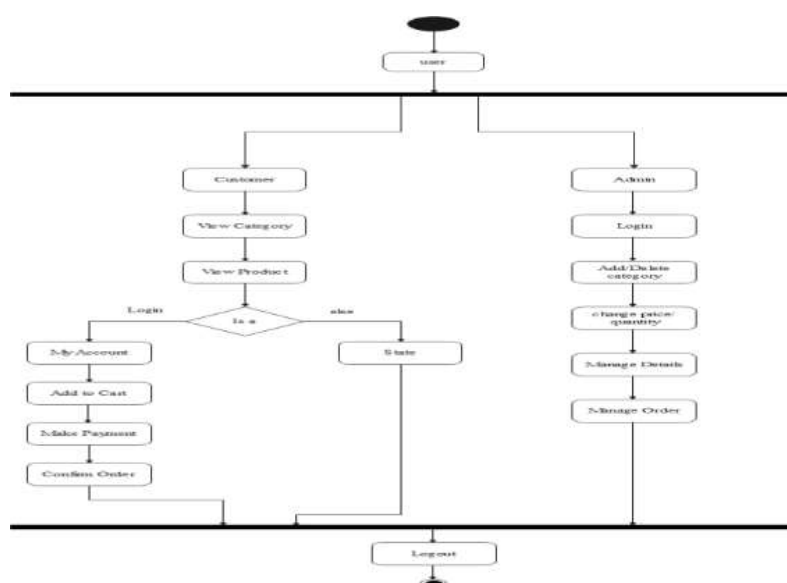 user
Customer
Admin
View Category
Login
View Product
Add/Delete
category
Login
Is a
else
change price/
quantity
My Account
State
Manage Details
Add to Cart
Manage Order
Make Payment
Confirm Order
Logout